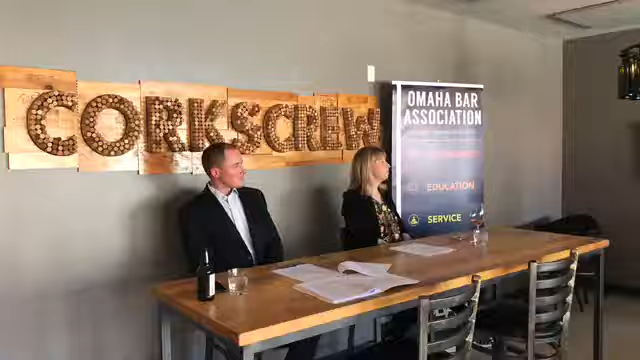 CORKSCREW
OMAHA BAR
ASSOCIATION
EDUCATION
SERVICE